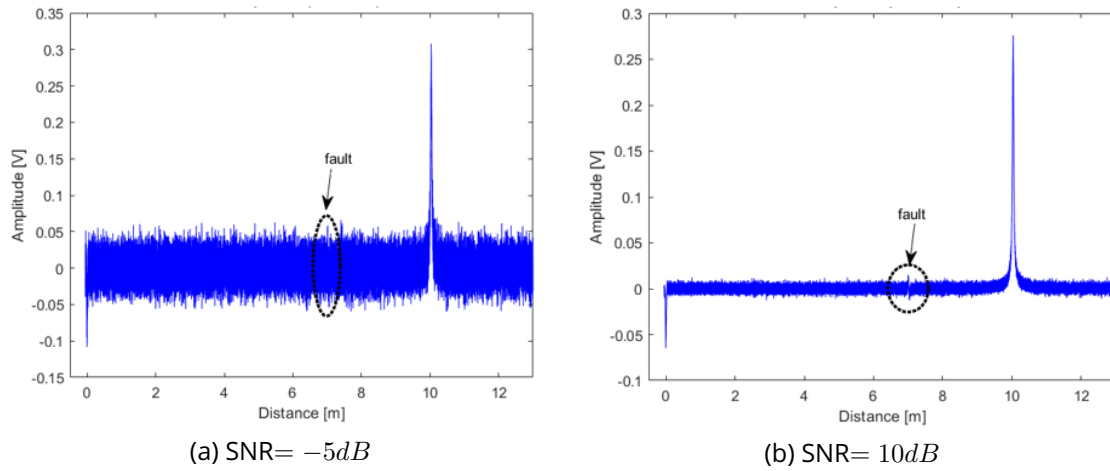 0.35
0.3
0.25
0.2
0.15
0.1
0.05
0
-0.05
-0.1
-0.15
Amplitude [V]
fault
0 2 4 6 8 10 12
Distance [m]
(a) SNR= −5dB
0.3
0.25
0.2
0.15
0.1
0.05
0
-0.05
-0.1
Amplitude [V]
fault
0 2 4 6 8 10 12
Distance [m]
(b) SNR= 10dB